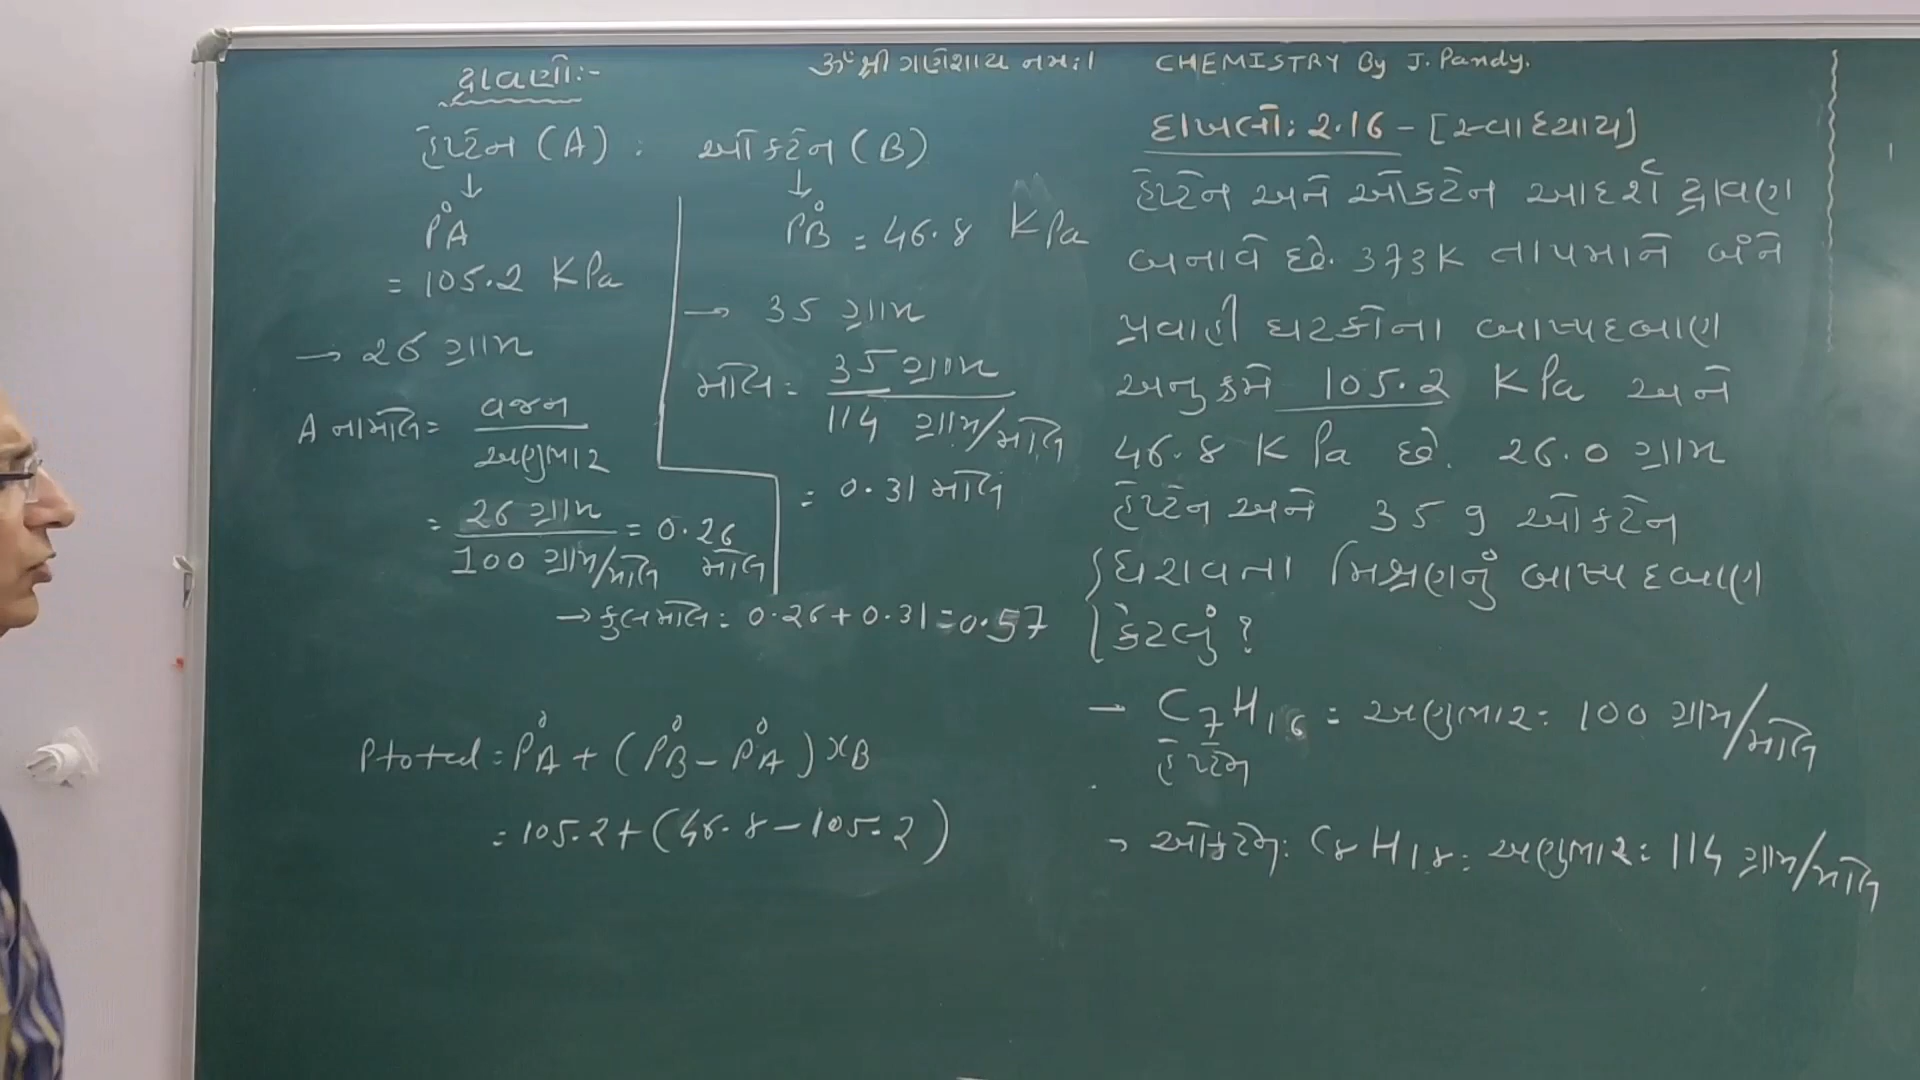 ૐ શ્રી ગણેશાય નમઃ।
CHEMISTRY By J. Pandy.
દાખલો: 2.16 - [સ્વાધ્યાય]
હેપ્ટેન અને ઓક્ટેન આદર્શ દ્રાવણ
બનાવે છે. 373K તાપમાને બંને
પ્રવાહી ઘટકોના બાષ્પદબાણ
અનુક્રમે 105.2 KPa અને
46.8 KPa છે. 26.0 ગ્રામ
હેપ્ટેન અને 35 g ઓક્ટેન
ધરાવતા મિશ્રણનું બાષ્પ દબાણ
કેટલું ?
→ C7H16 = અણુભાર = 100 ગ્રામ/મોલ
હેપ્ટેન
→ ઓક્ટેન: C8H18 = અણુભાર = 114 ગ્રામ/મોલ
હેપ્ટેન (A) : ઓક્ટેન (B)
↓ ↓
P°A
= 105.2 KPa
→ 26 ગ્રામ
A ના મોલ = વજન / અણુભાર
= 26 ગ્રામ / 100 ગ્રામ/મોલ = 0.26 મોલ
P°B = 46.8 KPa
→ 35 ગ્રામ
મોલ = 35 ગ્રામ / 114 ગ્રામ/મોલ
= 0.31 મોલ
→ કુલ મોલ = 0.26 + 0.31 = 0.57
Ptotal = P°A + (P°B - P°A) xB
= 105.2 + (46.8 - 105.2)